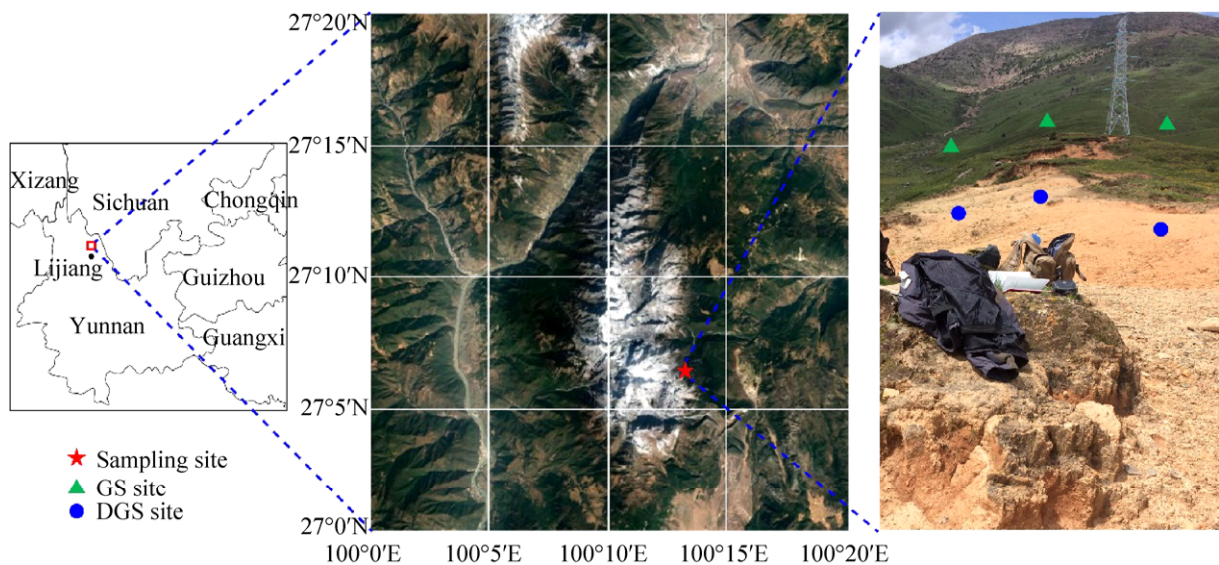 Xizang
Sichuan
Chongqin
Lijiang
Guizhou
Yunnan
Guangxi
Sampling site
GS site
DGS site
27°20′N
27°15′N
27°10′N
27°5′N
27°0′N
100°0′E
100°5′E
100°10′E
100°15′E
100°20′E